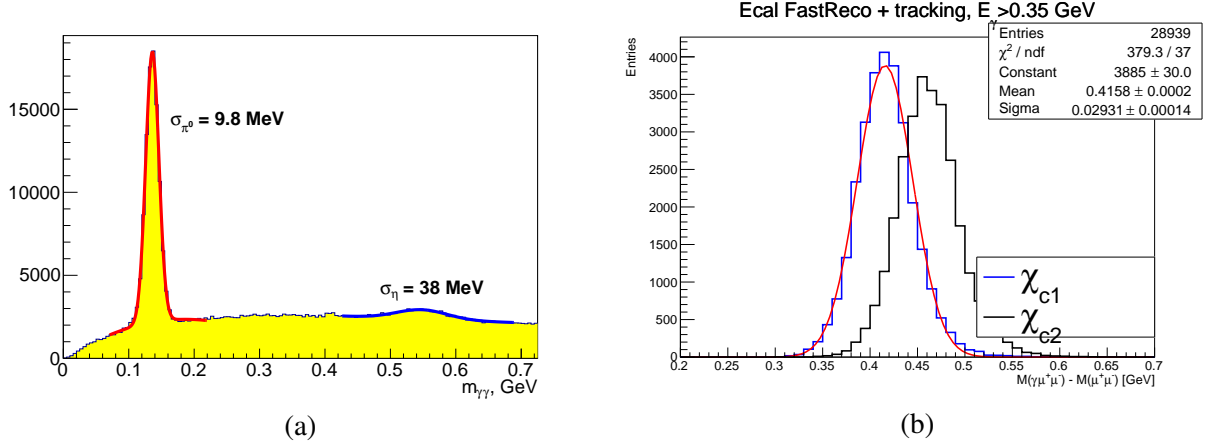 15000
10000
5000
0
σπ⁰ = 9.8 MeV
ση = 38 MeV
0 0.1 0.2 0.3 0.4 0.5 0.6 0.7
mγγ, GeV
(a)
Ecal FastReco + tracking, Eγ >0.35 GeV
Entries 28939
χ² / ndf 379.3 / 37
Constant 3885 ± 30.0
Mean 0.4158 ± 0.0002
Sigma 0.02931 ± 0.00014
Entries
4000
3500
3000
2500
2000
1500
1000
500
0
χc1
χc2
0.2 0.25 0.3 0.35 0.4 0.45 0.5 0.55 0.6 0.65 0.7
M(γμ⁺μ⁻) - M(μ⁺μ⁻) [GeV]
(b)